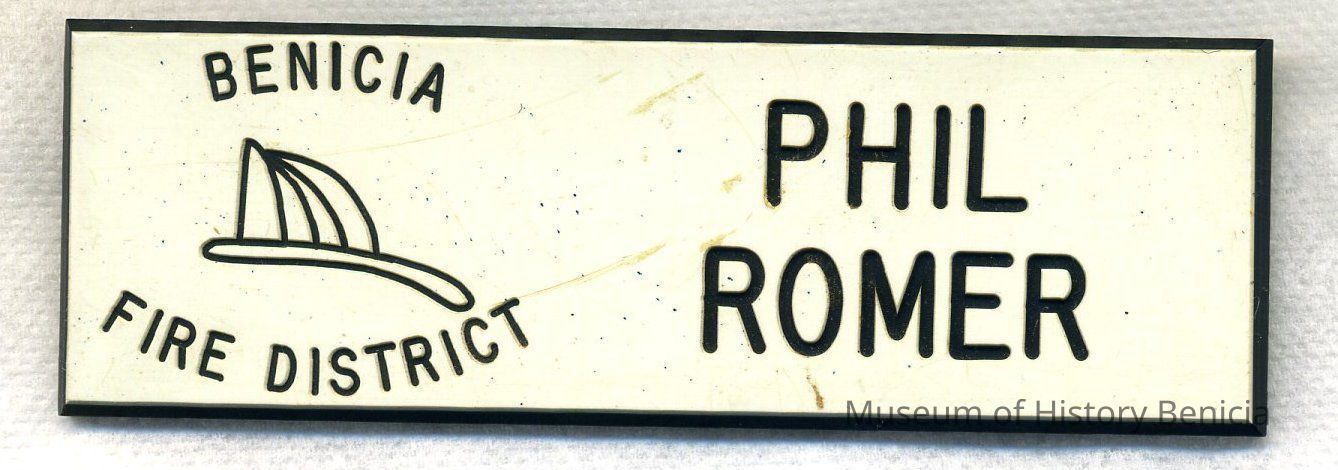 BENICIA
FIRE DISTRICT
PHIL
ROMER
Museum of History Benicia